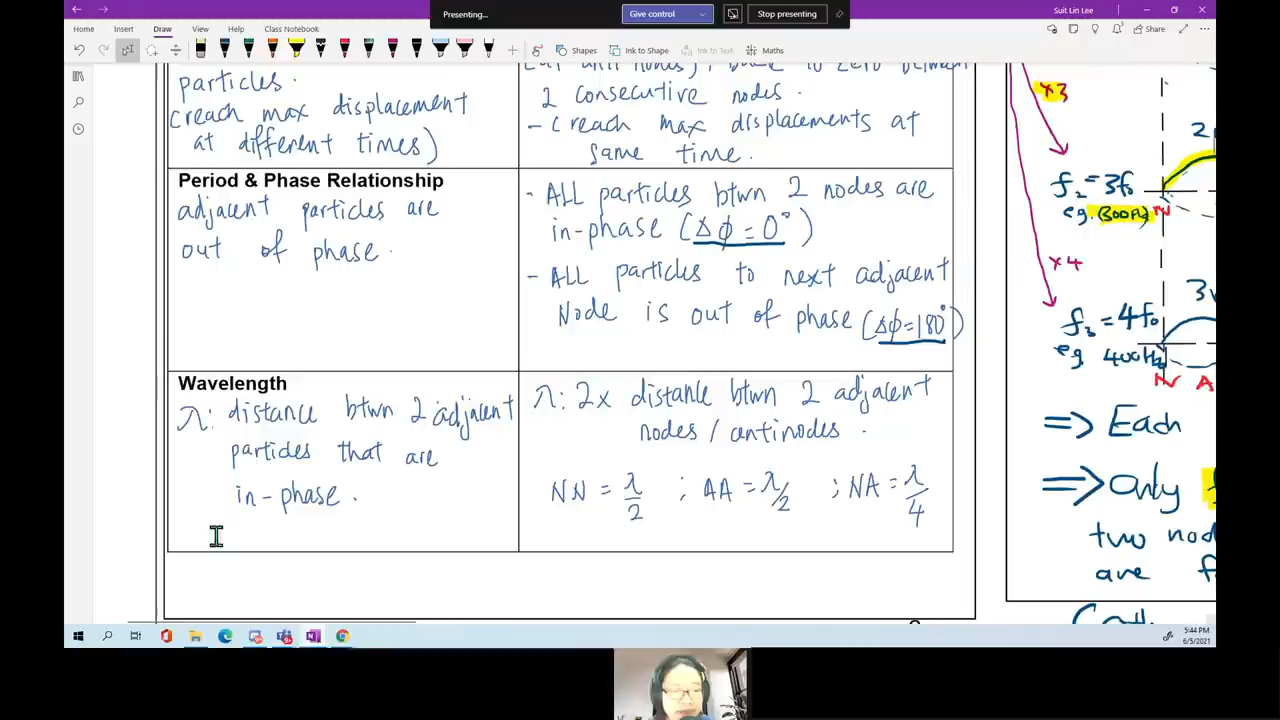 Presenting...
Give control
Stop presenting
Suit Lin Lee
Home Insert Draw View Help Class Notebook
Share
Shapes
Ink to Shape
Ink to Text
Maths
particles.
(reach max displacement
at different times)
2 consecutive nodes.
- (reach max displacements at
same time.
Period & Phase Relationship
adjacent particles are
out of phase.
- ALL particles btwn 2 nodes are
in-phase (Δϕ=0°)
- ALL particles to next adjacent
Node is out of phase (Δϕ=180°)
Wavelength
λ: distance btwn 2 adjacent
particles that are
in-phase.
λ: 2x distance btwn 2 adjacent
nodes / antinodes.
NN = λ/2 ; AA = λ/2 ; NA = λ/4
x3
f₂=3f₀
eg. (300Hz) N
x4
f₃=4f₀
eg. 400Hz
N A
=> Each
=> Only
two nod
are f
5:44 PM
6/5/2021